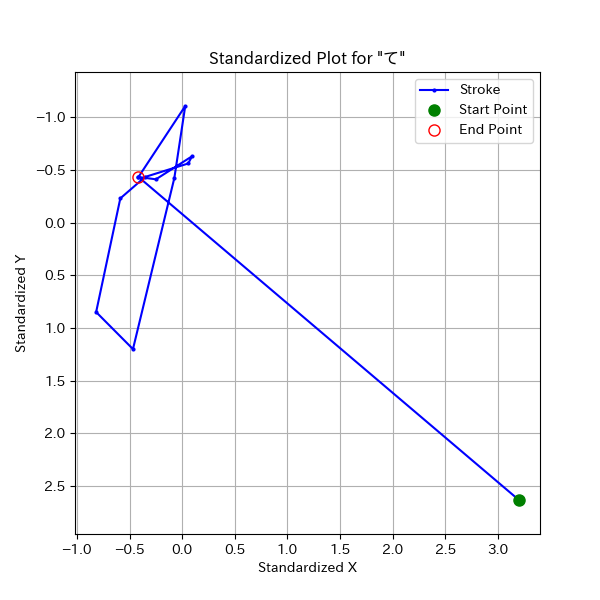 Standardized Plot for "て"
Stroke
Start Point
End Point
−1.0
−0.5
0.0
0.5
1.0
1.5
2.0
2.5
Standardized Y
−1.0 −0.5 0.0 0.5 1.0 1.5 2.0 2.5 3.0
Standardized X